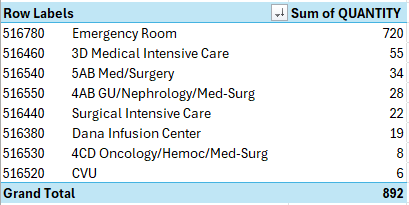 Row Labels Sum of QUANTITY
516780 Emergency Room 720
516460 3D Medical Intensive Care 55
516540 5AB Med/Surgery 34
516550 4AB GU/Nephrology/Med-Surg 28
516440 Surgical Intensive Care 22
516380 Dana Infusion Center 19
516530 4CD Oncology/Hemoc/Med-Surg 8
516520 CVU 6
Grand Total 892